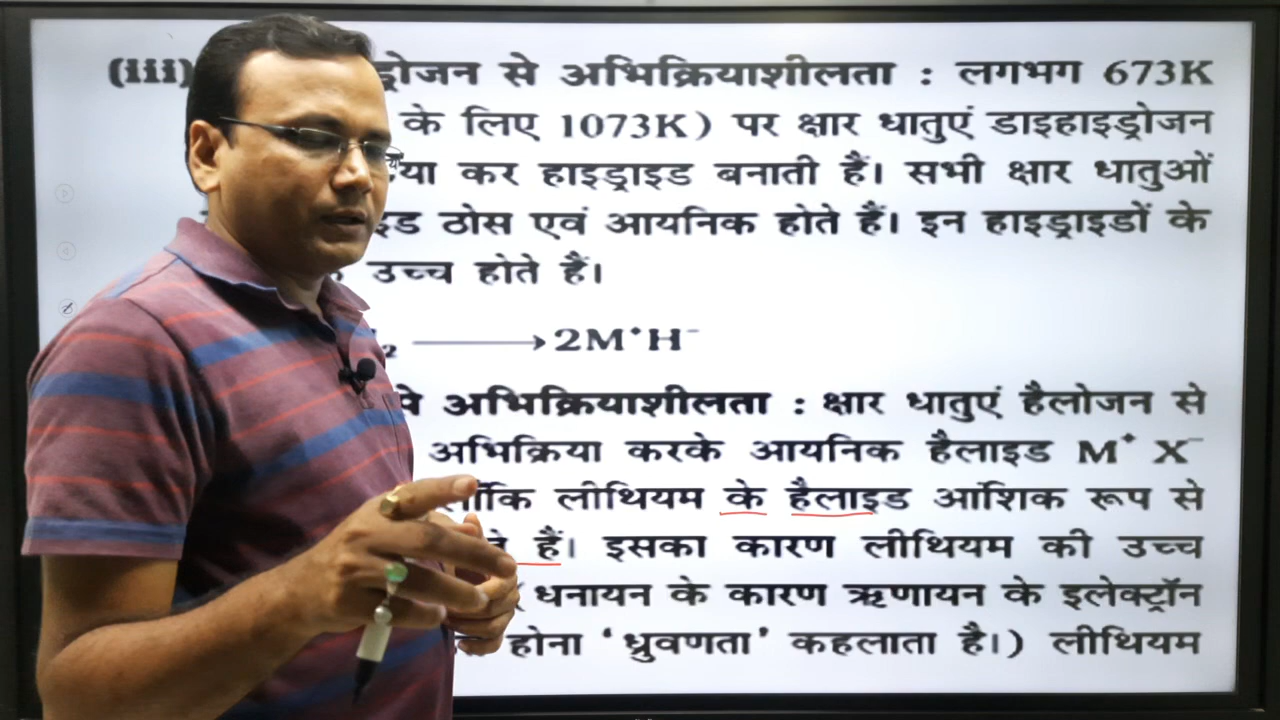 (iii) ड्रोजन से अभिक्रियाशीलता : लगभग 673K
के लिए 1073K) पर क्षार धातुएं डाइहाइड्रोजन
या कर हाइड्राइड बनाती हैं। सभी क्षार धातुओं
इड ठोस एवं आयनिक होते हैं। इन हाइड्राइडों के
उच्च होते हैं।
₂ ⟶ 2M⁺H⁻
से अभिक्रियाशीलता : क्षार धातुएं हैलोजन से
अभिक्रिया करके आयनिक हैलाइड M⁺ X⁻
लाँकि लीथियम के हैलाइड आंशिक रूप से
हैं। इसका कारण लीथियम की उच्च
(धनायन के कारण ऋणायन के इलेक्ट्रॉन
होना ‘ध्रुवणता’ कहलाता है।) लीथियम